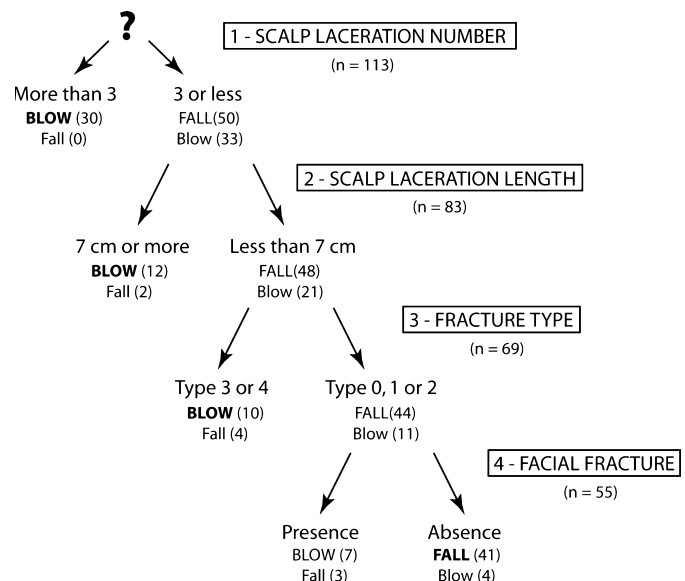 ?
1 - SCALP LACERATION NUMBER
(n = 113)
More than 3
BLOW (30)
Fall (0)
3 or less
FALL(50)
Blow (33)
2 - SCALP LACERATION LENGTH
(n = 83)
7 cm or more
BLOW (12)
Fall (2)
Less than 7 cm
FALL(48)
Blow (21)
3 - FRACTURE TYPE
(n = 69)
Type 3 or 4
BLOW (10)
Fall (4)
Type 0, 1 or 2
FALL(44)
Blow (11)
4 - FACIAL FRACTURE
(n = 55)
Presence
BLOW (7)
Fall (3)
Absence
FALL (41)
Blow (4)